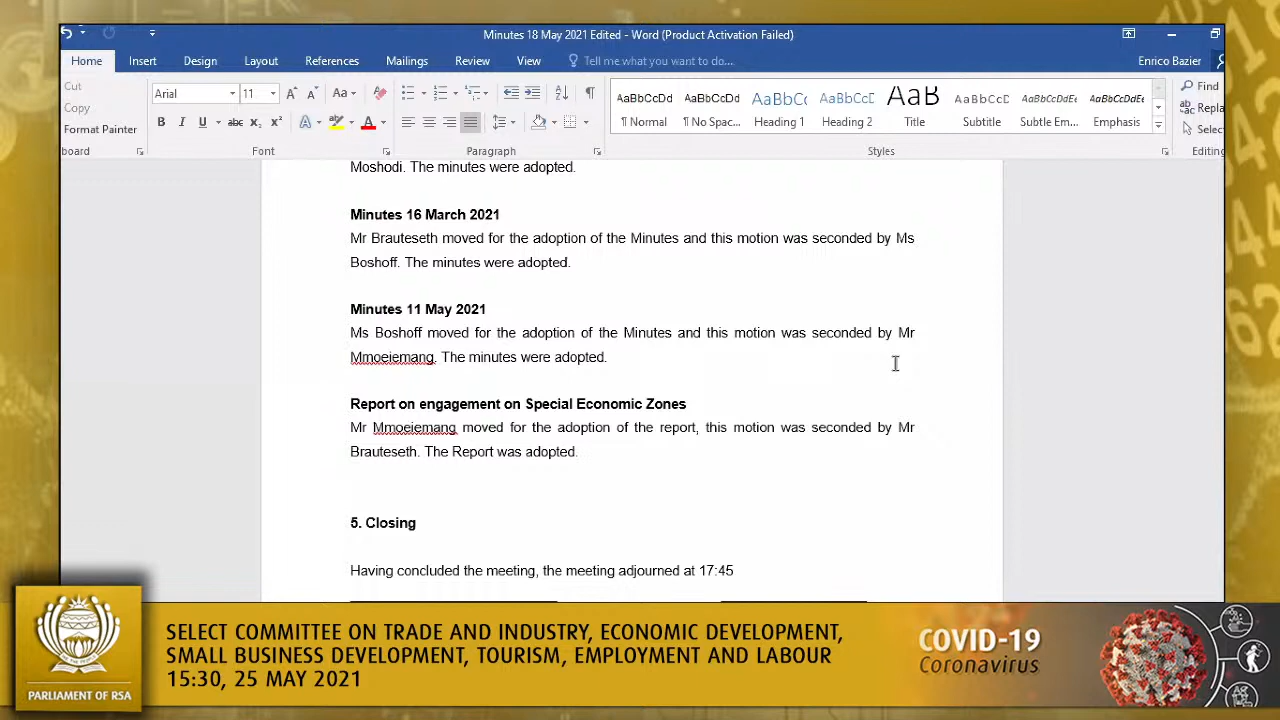 Minutes 18 May 2021 Edited - Word (Product Activation Failed)
Home Insert Design Layout References Mailings Review View Tell me what you want to do... Enrico Bazier
Cut
Copy
Format Painter
board
Arial 11
Font
Paragraph
AaBbCcDd AaBbCcDd AaBbCc AaBbCcD AaB AaBbCcC AaBbCcDdE AaBbCcDdEe
¶ Normal ¶ No Spac... Heading 1 Heading 2 Title Subtitle Subtle Em... Emphasis
Styles
Find
Repla
Select
Editing
Moshodi. The minutes were adopted.
Minutes 16 March 2021
Mr Brauteseth moved for the adoption of the Minutes and this motion was seconded by Ms
Boshoff. The minutes were adopted.
Minutes 11 May 2021
Ms Boshoff moved for the adoption of the Minutes and this motion was seconded by Mr
Mmoeiemang. The minutes were adopted.
Report on engagement on Special Economic Zones
Mr Mmoeiemang moved for the adoption of the report, this motion was seconded by Mr
Brauteseth. The Report was adopted.
5. Closing
Having concluded the meeting, the meeting adjourned at 17:45
SELECT COMMITTEE ON TRADE AND INDUSTRY, ECONOMIC DEVELOPMENT,
SMALL BUSINESS DEVELOPMENT, TOURISM, EMPLOYMENT AND LABOUR
15:30, 25 MAY 2021
PARLIAMENT OF RSA
COVID-19
Coronavirus